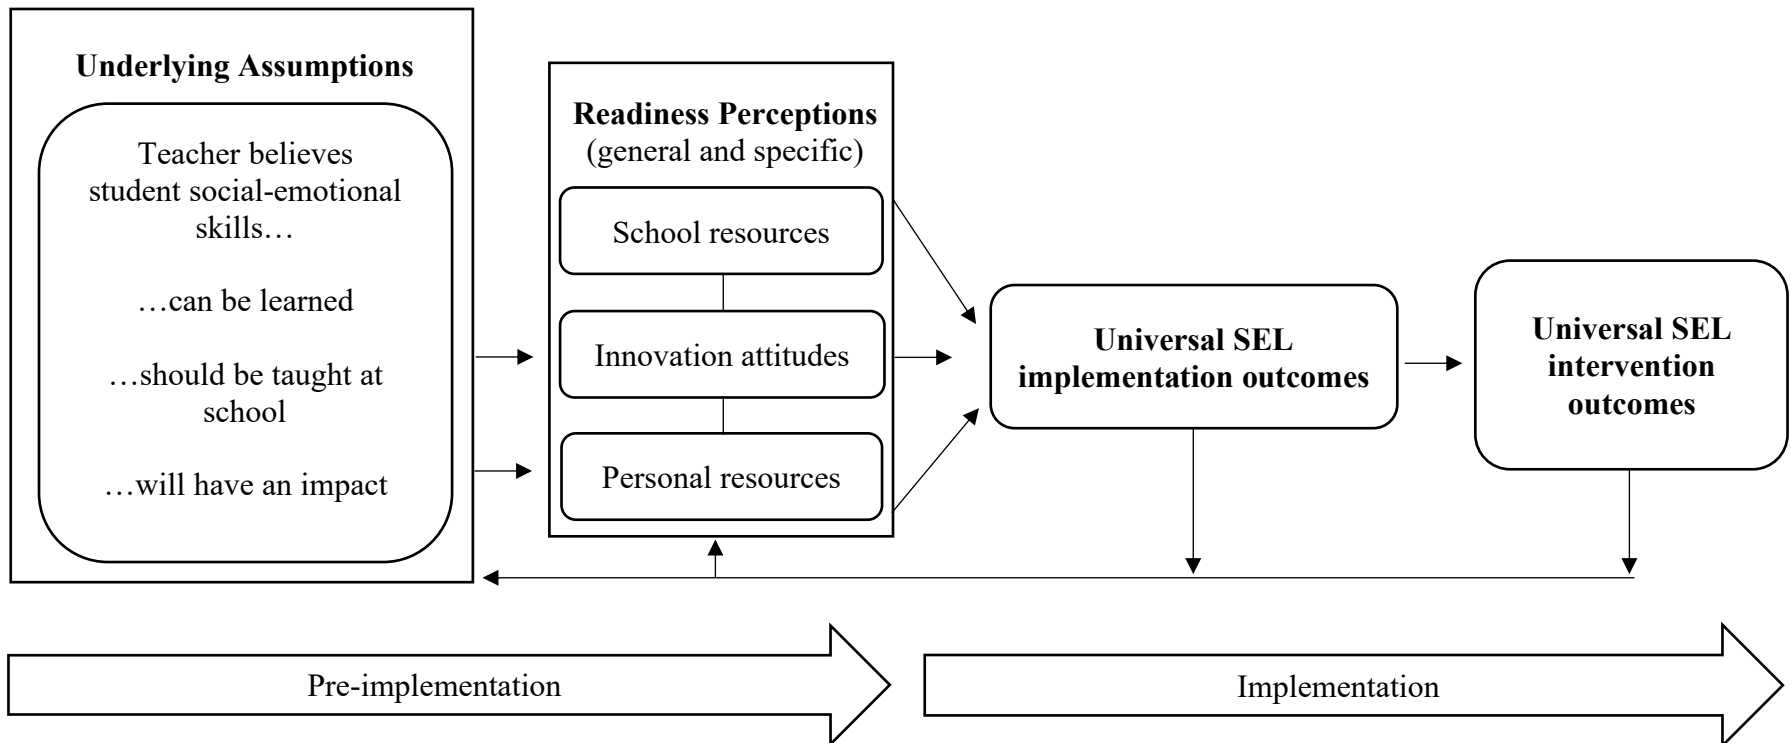 Underlying Assumptions
Teacher believes
student social-emotional
skills…
…can be learned
…should be taught at
school
…will have an impact
Readiness Perceptions
(general and specific)
School resources
Innovation attitudes
Personal resources
Universal SEL
implementation outcomes
Universal SEL
intervention
outcomes
Pre-implementation
Implementation